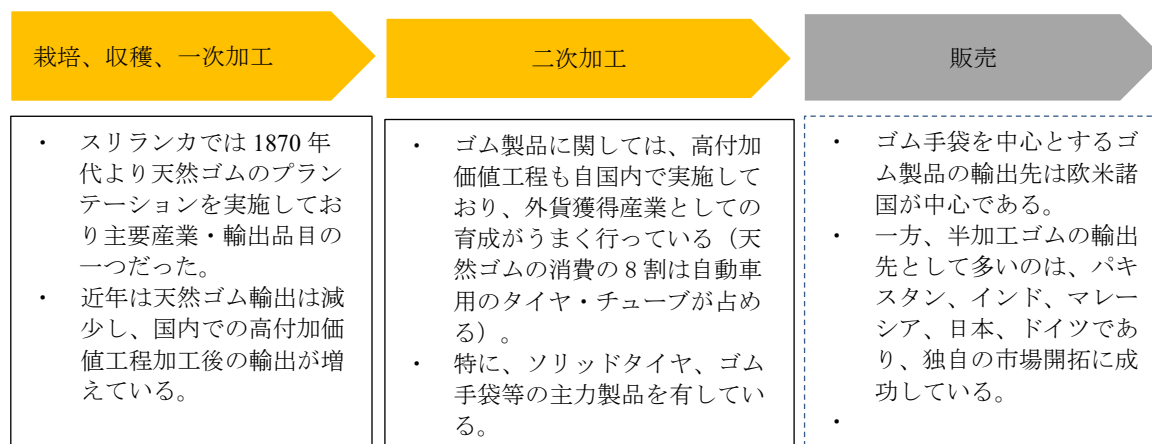 栽培、収穫、一次加工
二次加工
販売
・ スリランカでは 1870 年
代より天然ゴムのプラン
テーションを実施してお
り主要産業・輸出品目の
一つだった。
・ 近年は天然ゴム輸出は減
少し、国内での高付加価
値工程加工後の輸出が増
えている。
・ ゴム製品に関しては、高付加
価値工程も自国内で実施して
おり、外貨獲得産業としての
育成がうまく行っている（天
然ゴムの消費の 8 割は自動車
用のタイヤ・チューブが占め
る）。
・ 特に、ソリッドタイヤ、ゴム
手袋等の主力製品を有してい
る。
・ ゴム手袋を中心とするゴ
ム製品の輸出先は欧米諸
国が中心である。
・ 一方、半加工ゴムの輸出
先として多いのは、パキ
スタン、インド、マレー
シア、日本、ドイツであ
り、独自の市場開拓に成
功している。
・